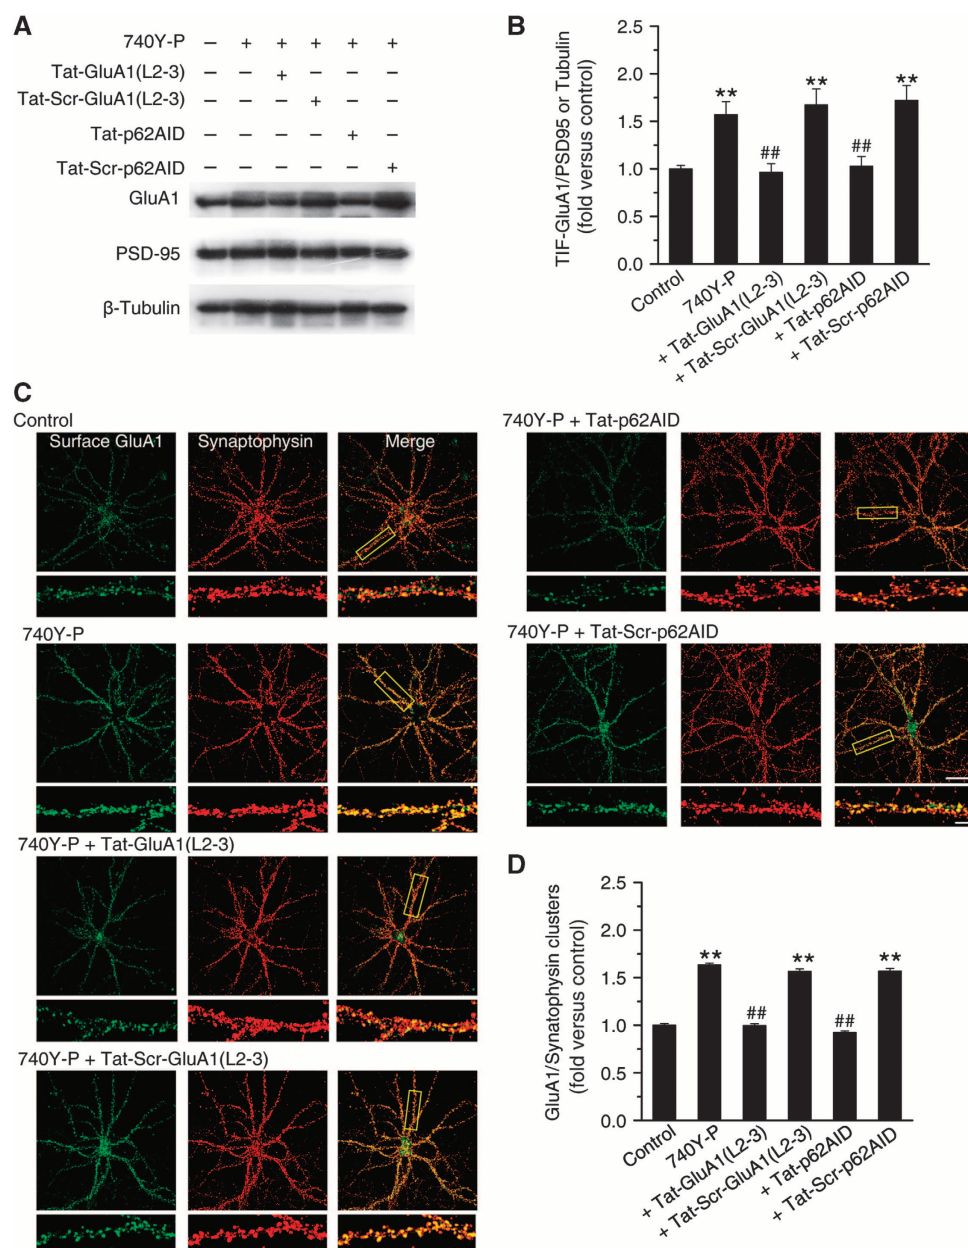 A
740Y-P – + + + + +
Tat-GluA1(L2-3) – – + – – –
Tat-Scr-GluA1(L2-3) – – – + – –
Tat-p62AID – – – – + –
Tat-Scr-p62AID – – – – – +
GluA1
PSD-95
β-Tubulin
B
TIF-GluA1/PSD95 or Tubulin
(fold versus control)
2.5
2.0
1.5
1.0
0.5
0.0
**
##
**
##
**
Control
740Y-P
+ Tat-GluA1(L2-3)
+ Tat-Scr-GluA1(L2-3)
+ Tat-p62AID
+ Tat-Scr-p62AID
C
Control
Surface GluA1 Synaptophysin Merge
740Y-P
740Y-P + Tat-GluA1(L2-3)
740Y-P + Tat-Scr-GluA1(L2-3)
740Y-P + Tat-p62AID
740Y-P + Tat-Scr-p62AID
D
GluA1/Synatophysin clusters
(fold versus control)
2.5
2.0
1.5
1.0
0.5
0.0
**
##
**
##
**
Control
740Y-P
+ Tat-GluA1(L2-3)
+ Tat-Scr-GluA1(L2-3)
+ Tat-p62AID
+ Tat-Scr-p62AID